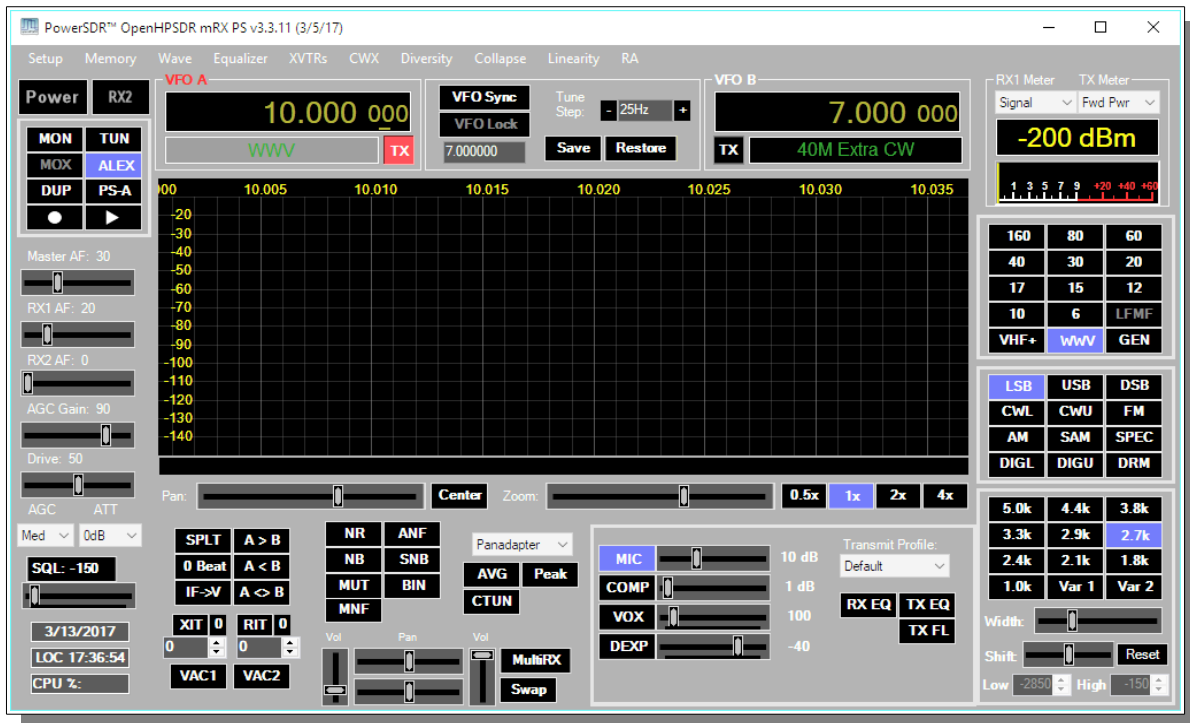 PowerSDR™ OpenHPSDR mRX PS v3.3.11 (3/5/17)
Setup Memory Wave Equalizer XVTRs CWX Diversity Collapse Linearity RA
Power RX2
MON TUN
MOX ALEX
DUP PS-A
Master AF: 30
RX1 AF: 20
RX2 AF: 0
AGC Gain: 90
Drive: 50
AGC ATT
Med 0dB
SQL: -150
3/13/2017
LOC 17:36:54
CPU %:
VFO A
10.000 000
WWV TX
VFO Sync
VFO Lock
7.000000
Tune
Step: - 25Hz +
Save Restore
VFO B
7.000 000
TX 40M Extra CW
RX1 Meter TX Meter
Signal Fwd Pwr
-200 dBm
1 3 5 7 9 +20 +40 +60
000 10.005 10.010 10.015 10.020 10.025 10.030 10.035
-20
-30
-40
-50
-60
-70
-80
-90
-100
-110
-120
-130
-140
Pan: Center Zoom: 0.5x 1x 2x 4x
SPLT A > B
0 Beat A < B
IF->V A <> B
XIT 0 RIT 0
0 0
VAC1 VAC2
NR ANF
NB SNB
MUT BIN
MNF
Panadapter
AVG Peak
CTUN
Vol Pan Vol
MultiRX
Swap
MIC 10 dB
COMP 1 dB
VOX 100
DEXP -40
Transmit Profile:
Default
RX EQ TX EQ
TX FL
160 80 60
40 30 20
17 15 12
10 6 LFMF
VHF+ WWV GEN
LSB USB DSB
CWL CWU FM
AM SAM SPEC
DIGL DIGU DRM
5.0k 4.4k 3.8k
3.3k 2.9k 2.7k
2.4k 2.1k 1.8k
1.0k Var 1 Var 2
Width:
Shift: Reset
Low -2850 High -150